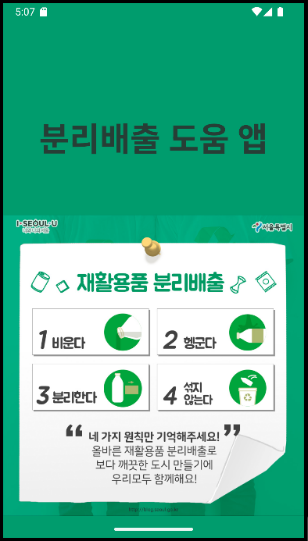 5:07
분리배출 도움 앱
I·SEOUL·U
서울특별시
재활용품 분리배출
1 비운다
2 헹군다
3 분리한다
4 섞지
않는다
❝ 네 가지 원칙만 기억해주세요! ❞
올바른 재활용품 분리배출로
보다 깨끗한 도시 만들기에
우리모두 함께해요!